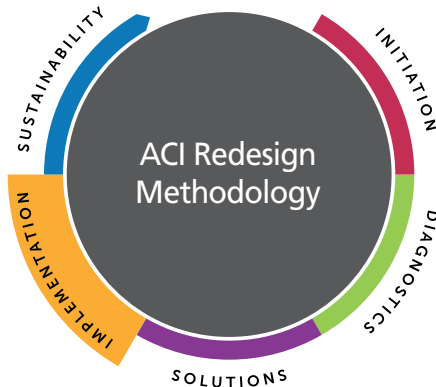 ACI Redesign
Methodology
INITIATION
DIAGNOSTICS
SOLUTIONS
IMPLEMENTATION
SUSTAINABILITY